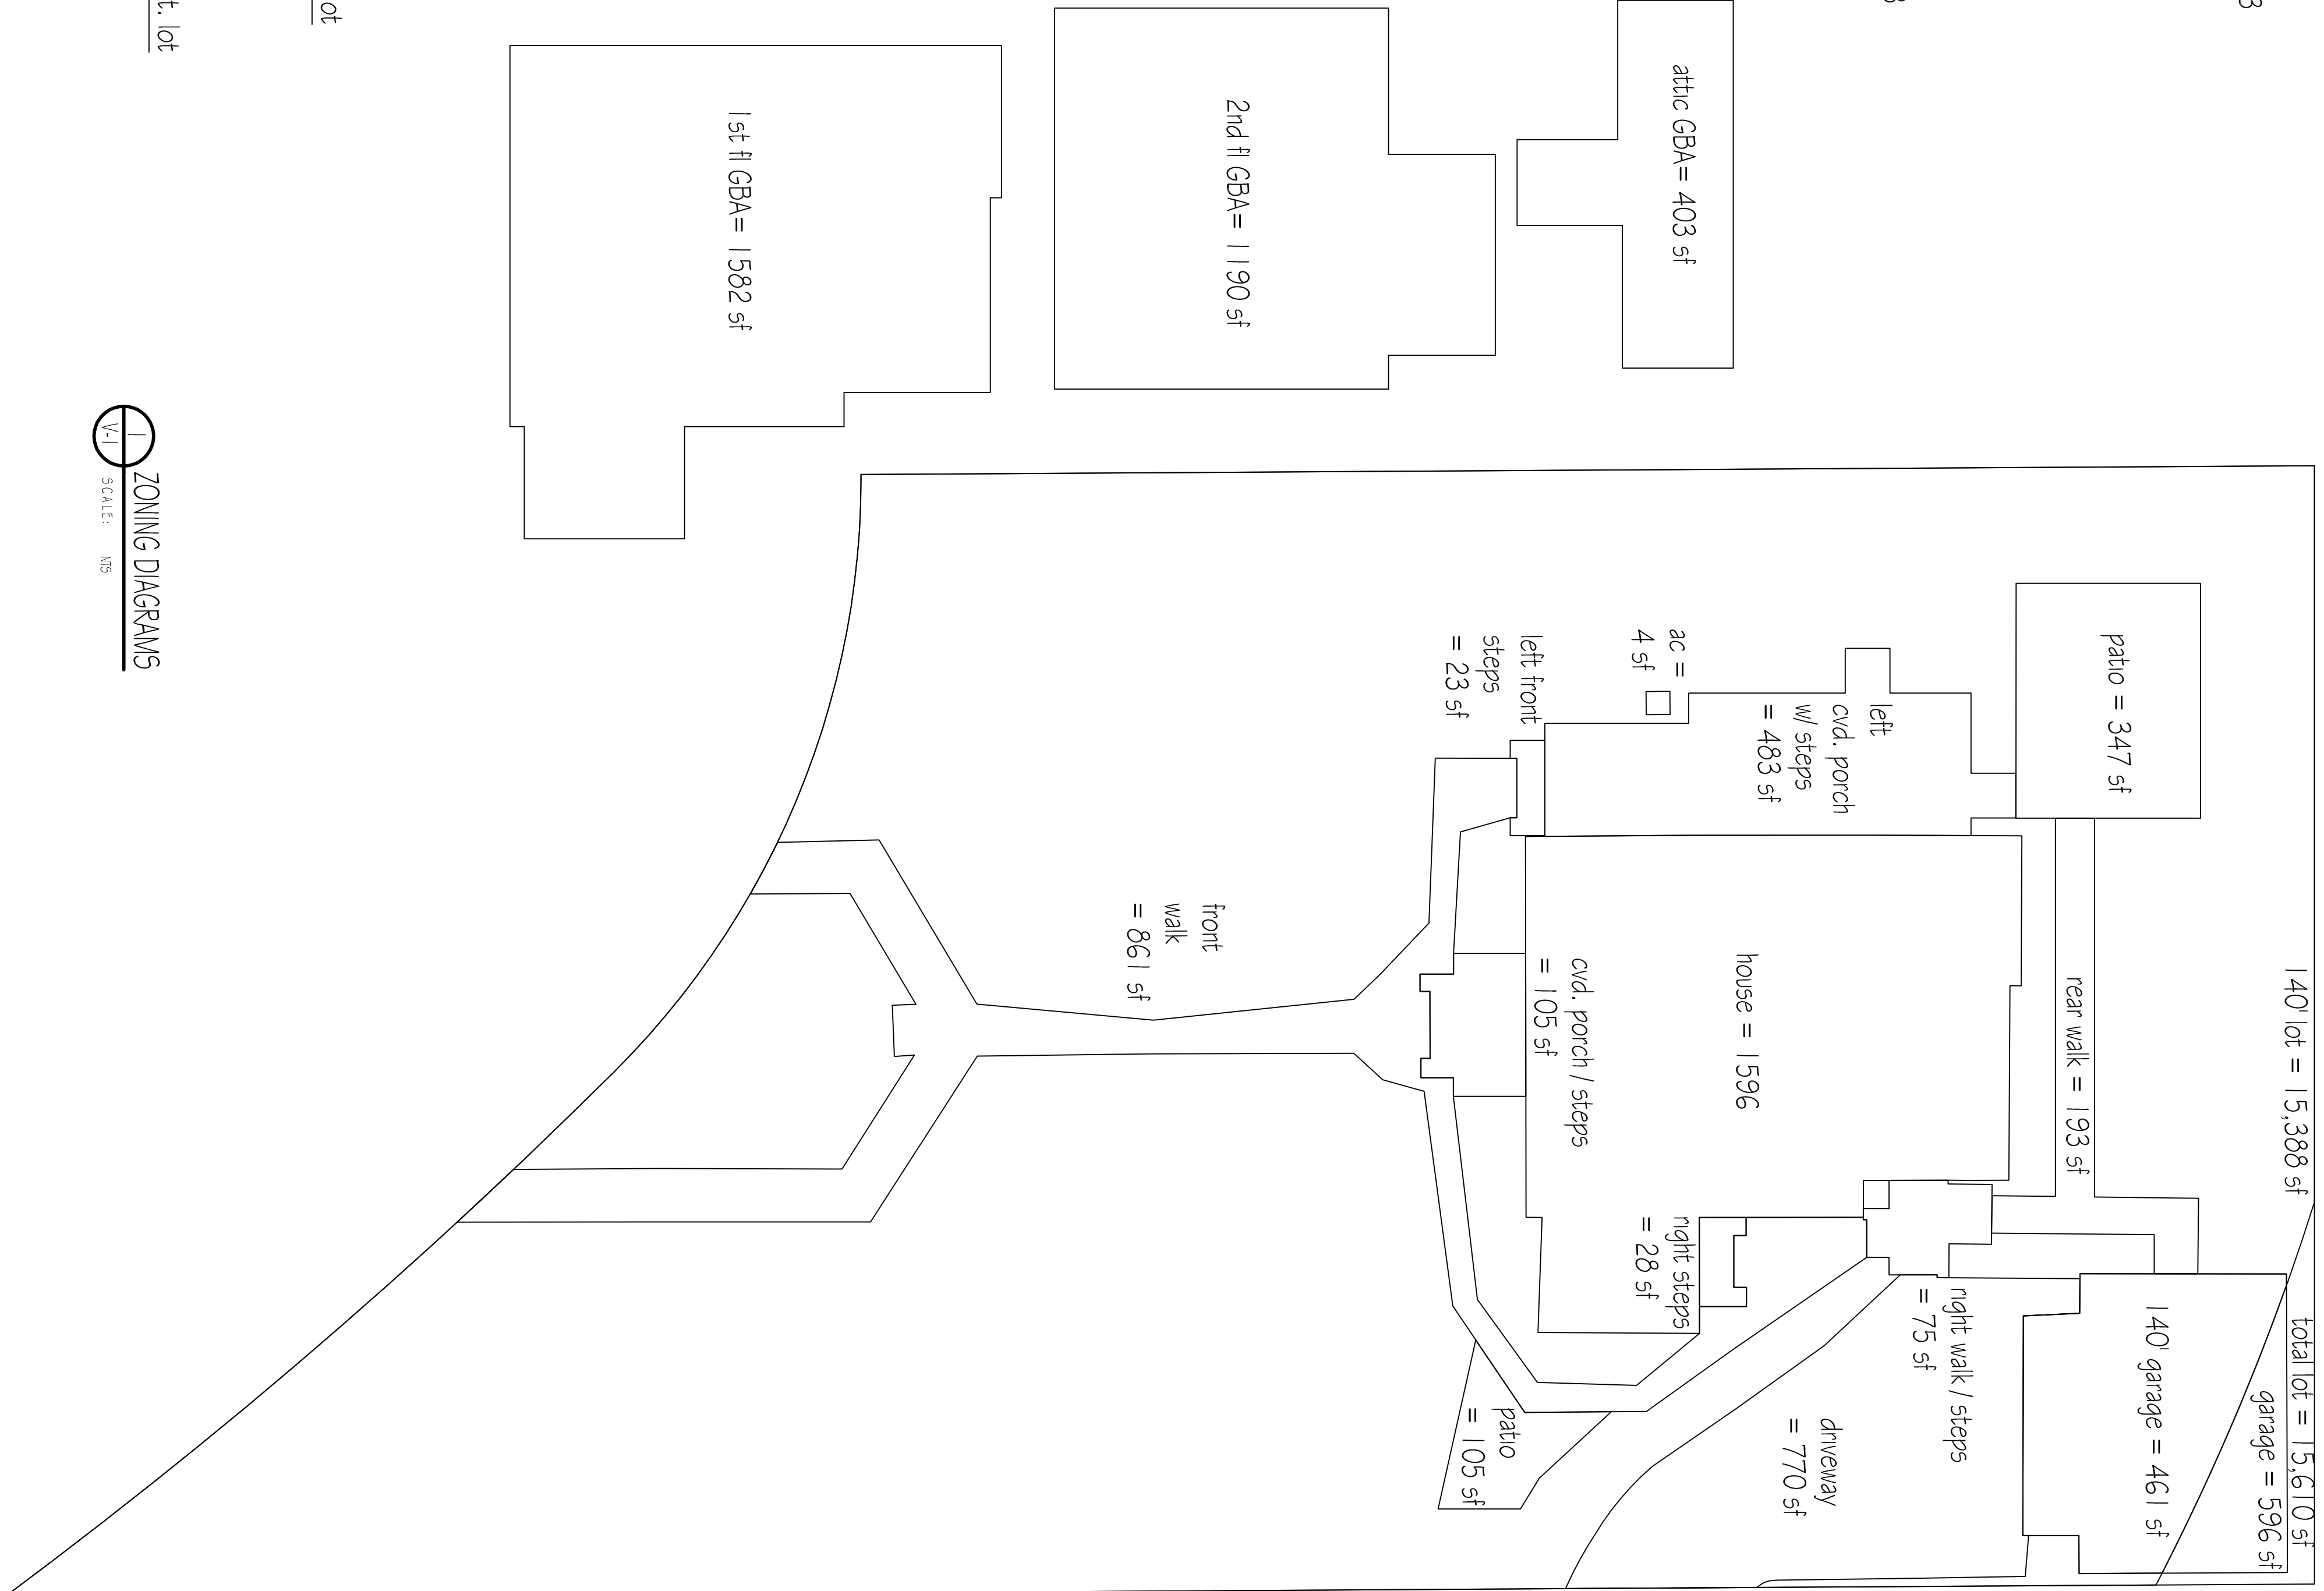 attic GBA= 403 sf
2nd fl GBA= 1190 sf
1st fl GBA= 1582 sf
140' lot = 15,388 sf
total lot = 15,610 sf
garage = 596 sf
140' garage = 461 sf
patio = 347 sf
rear walk = 193 sf
right walk / steps
= 75 sf
left
cvd. porch
w/ steps
= 483 sf
driveway
= 770 sf
house = 1596
ac =
4 sf
right steps
= 28 sf
cvd. porch / steps
= 105 sf
left front
steps
= 23 sf
patio
= 105 sf
front
walk
= 861 sf
ot
t. lot
1
V-1
ZONING DIAGRAMS
SCALE: NTS